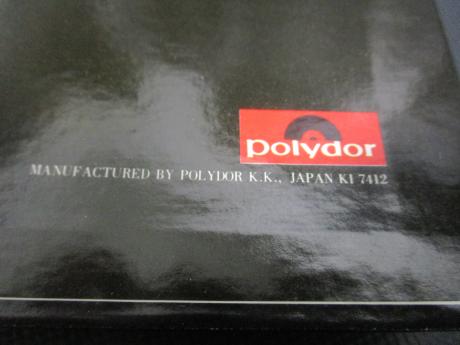 polydor
MANUFACTURED BY POLYDOR K.K., JAPAN KI 7412